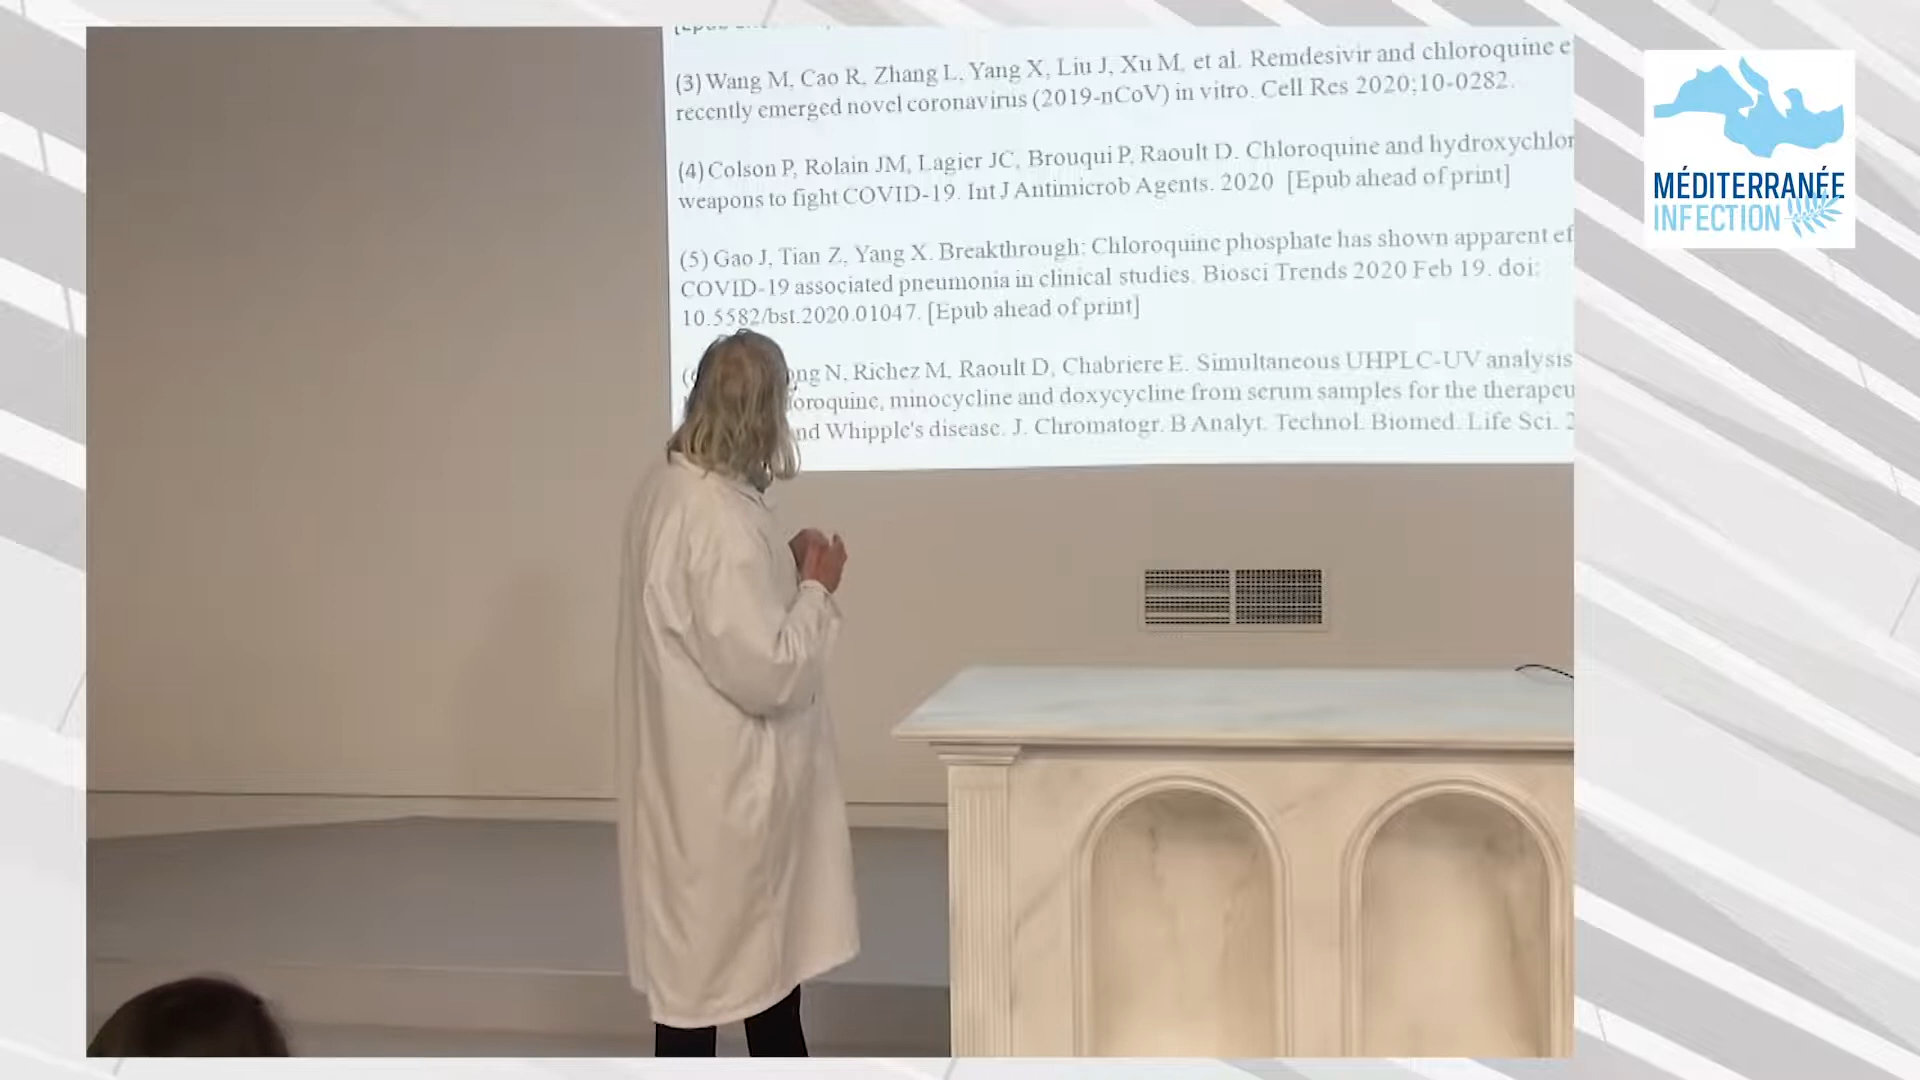 (3) Wang M, Cao R, Zhang L, Yang X, Liu J, Xu M, et al. Remdesivir and chloroquine e
recently emerged novel coronavirus (2019-nCoV) in vitro. Cell Res 2020;10-0282.
(4) Colson P, Rolain JM, Lagier JC, Brouqui P, Raoult D. Chloroquine and hydroxychlor
weapons to fight COVID-19. Int J Antimicrob Agents. 2020 [Epub ahead of print]
(5) Gao J, Tian Z, Yang X. Breakthrough: Chloroquine phosphate has shown apparent ef
COVID-19 associated pneumonia in clinical studies. Biosci Trends 2020 Feb 19. doi:
10.5582/bst.2020.01047. [Epub ahead of print]
ong N, Richez M, Raoult D, Chabriere E. Simultaneous UHPLC-UV analysis
oroquine, minocycline and doxycycline from serum samples for the therapeu
nd Whipple's disease. J. Chromatogr. B Analyt. Technol. Biomed. Life Sci. 2
MÉDITERRANÉE
INFECTION